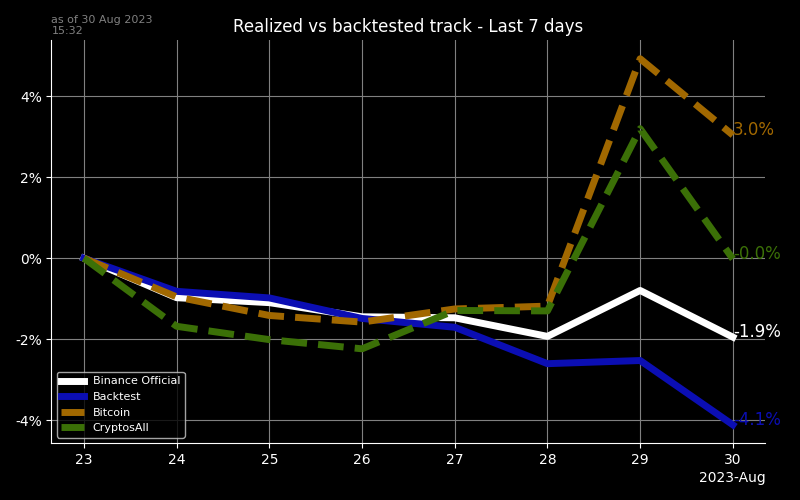 as of 30 Aug 2023
15:32
Realized vs backtested track - Last 7 days
4%
2%
0%
-2%
-4%
3.0%
-0.0%
-1.9%
-4.1%
Binance Official
Backtest
Bitcoin
CryptosAll
23 24 25 26 27 28 29 30
2023-Aug